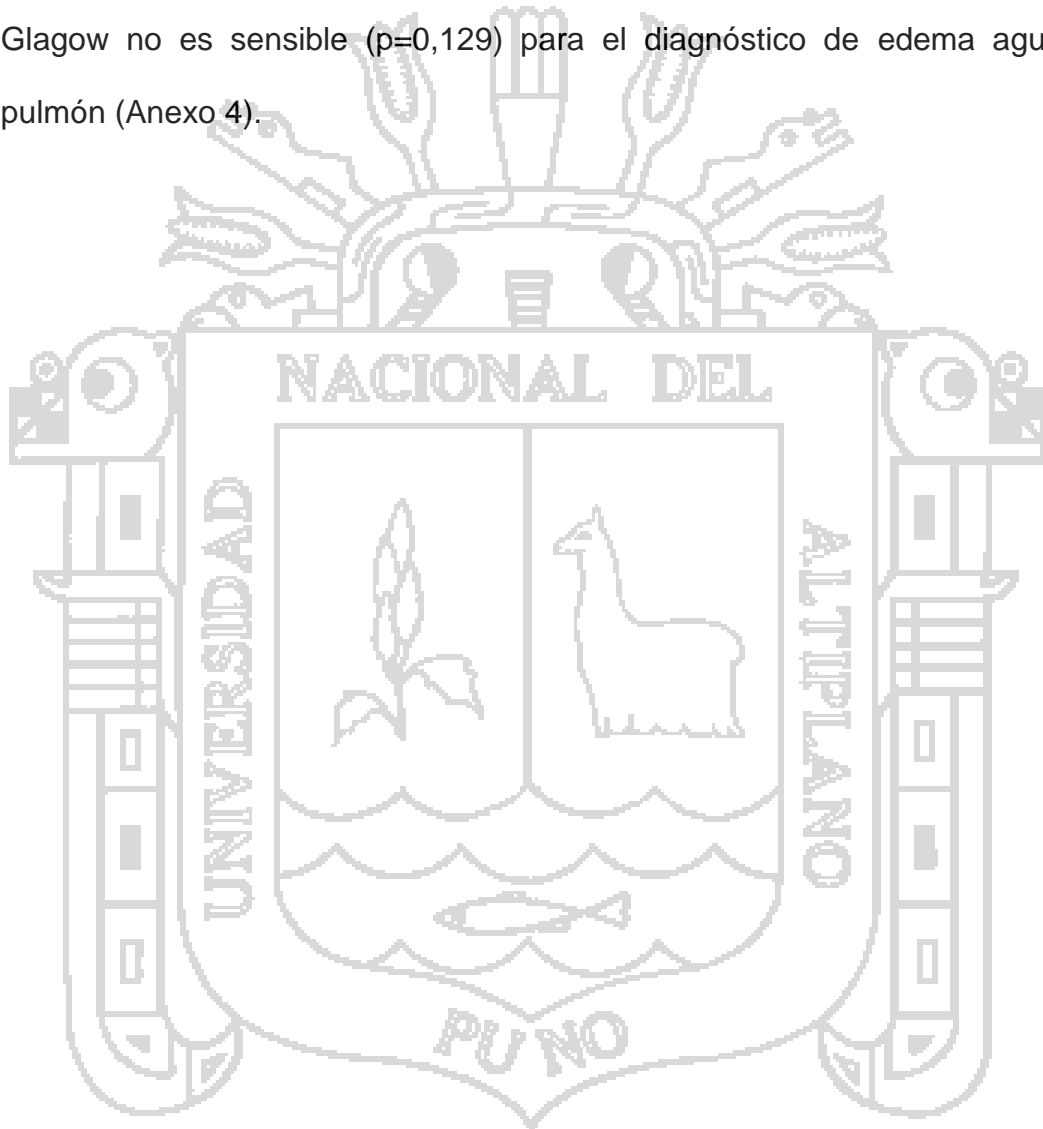 Glagow no es sensible (p=0,129) para el diagnóstico de edema agu
pulmón (Anexo 4).
NACIONAL DEL
UNIVERSIDAD
ALTIPLANO
PUNO